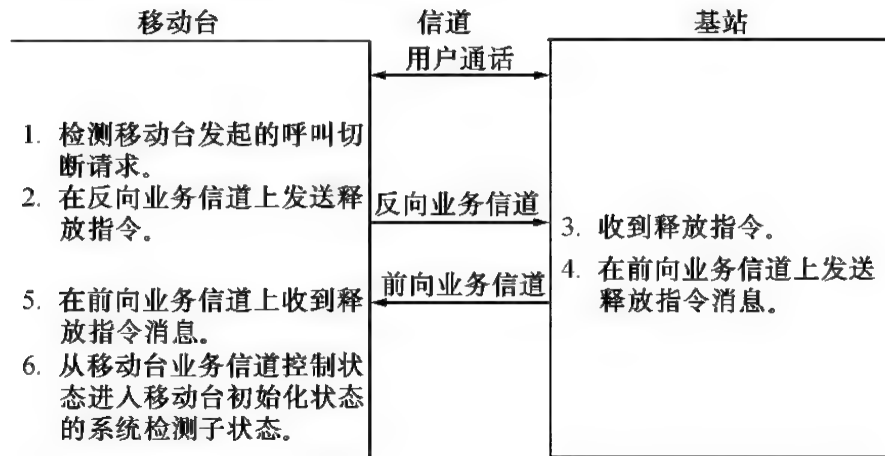 移动台 信道 基站
用户通话
1. 检测移动台发起的呼叫切
断请求。
2. 在反向业务信道上发送释
放指令。
反向业务信道
3. 收到释放指令。
4. 在前向业务信道上发送
释放指令消息。
前向业务信道
5. 在前向业务信道上收到释
放指令消息。
6. 从移动台业务信道控制状
态进入移动台初始化状态
的系统检测子状态。